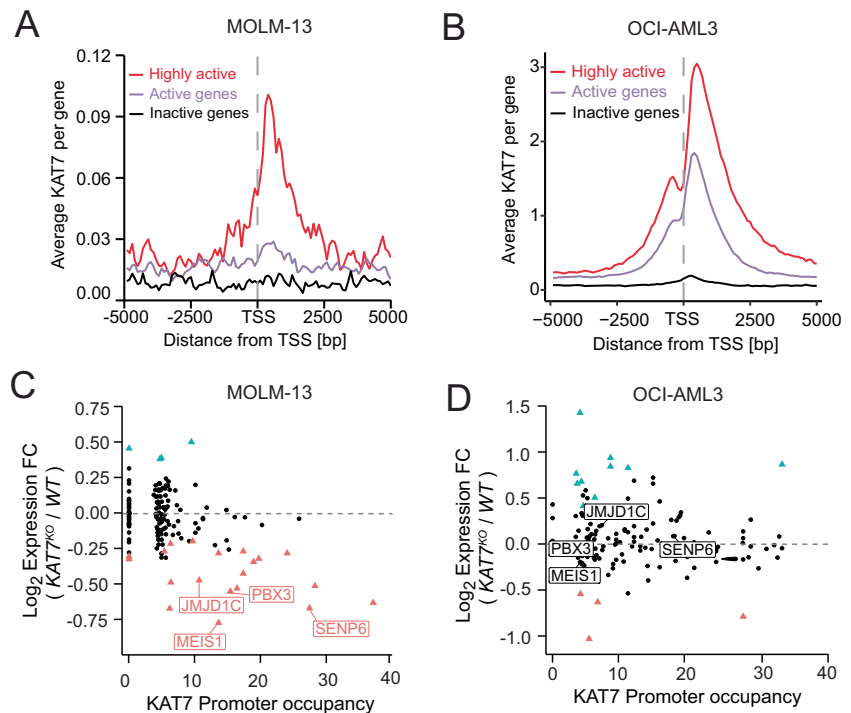 A
MOLM-13
0.12
0.09
0.06
0.03
0.00
Average KAT7 per gene
Highly active
Active genes
Inactive genes
-5000
-2500
TSS
2500
5000
Distance from TSS [bp]
B
OCI-AML3
3
2
1
0
Average KAT7 per gene
Highly active
Active genes
Inactive genes
−5000
−2500
TSS
2500
5000
Distance from TSS [bp]
C
MOLM-13
0.75
0.50
0.25
0.00
-0.25
-0.50
-0.75
Log2 Expression FC
( KAT7KO / WT )
JMJD1C
PBX3
MEIS1
SENP6
0
10
20
30
40
KAT7 Promoter occupancy
D
OCI-AML3
1.5
1.0
0.5
0.0
-0.5
-1.0
Log2 Expression FC
( KAT7KO / WT )
JMJD1C
PBX3
SENP6
MEIS1
0
10
20
30
40
KAT7 Promoter occupancy